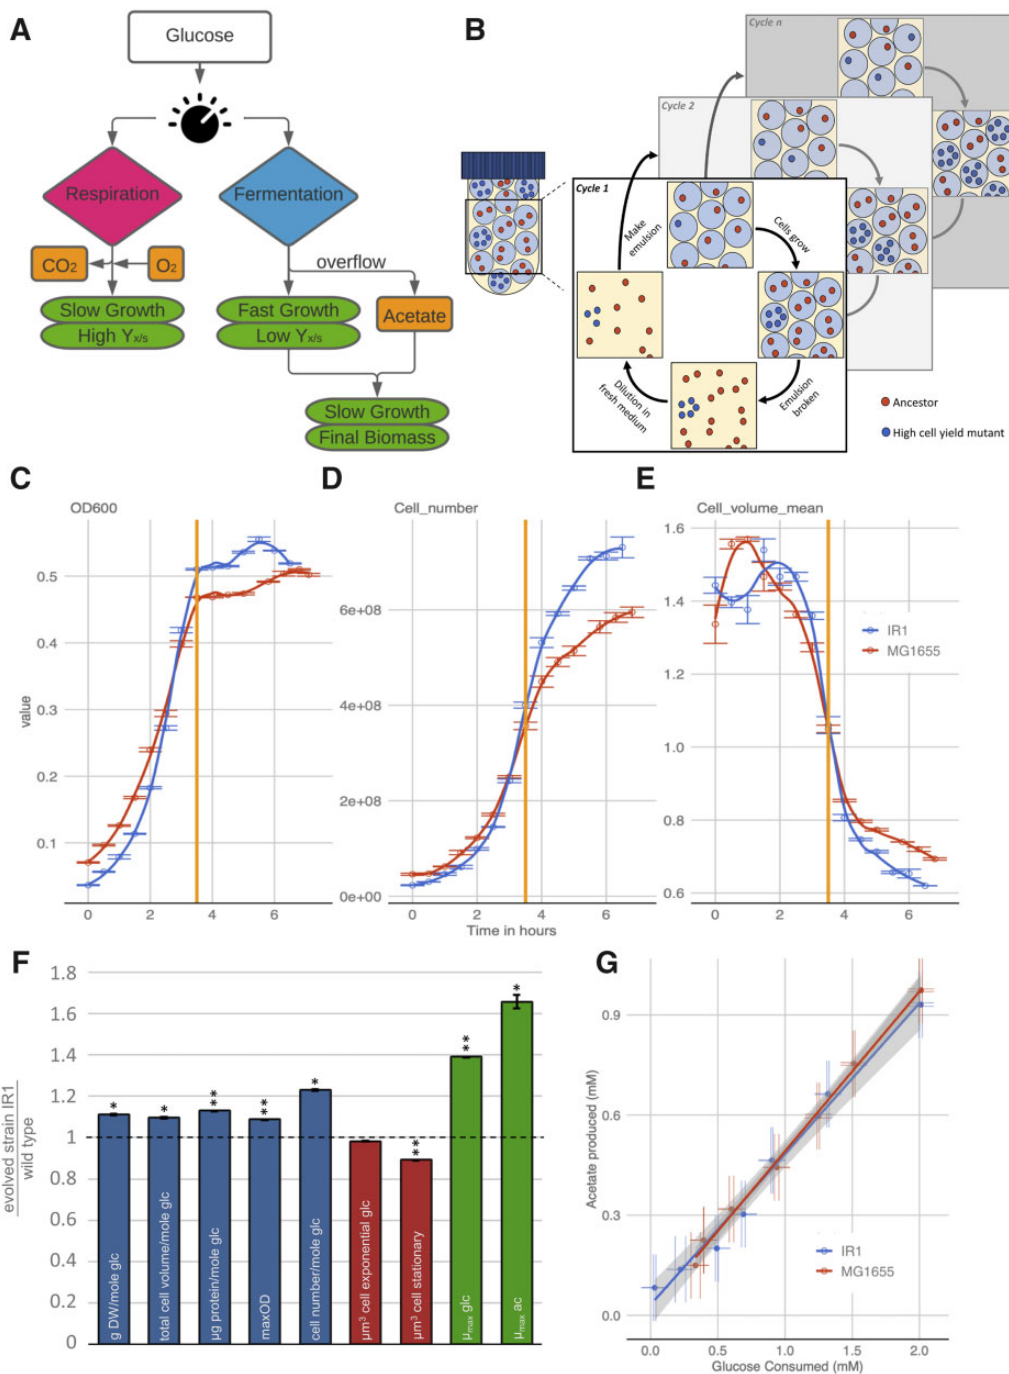 A
Glucose
Respiration
Fermentation
CO2
O2
overflow
Slow Growth
High Yx/s
Fast Growth
Low Yx/s
Acetate
Slow Growth
Final Biomass
B
Cycle n
Cycle 2
Cycle 1
Make
emulsion
Cells grow
Emulsion
broken
Dilution in
fresh medium
Ancestor
High cell yield mutant
C
OD600
value
0.5
0.4
0.3
0.2
0.1
0
2
4
6
D
Cell_number
6e+08
4e+08
2e+08
0e+00
0
2
4
6
Time in hours
E
Cell_volume_mean
1.6
1.4
1.2
1.0
0.8
0.6
0
2
4
6
IR1
MG1655
F
evolved strain IR1
wild type
1.8
1.6
1.4
1.2
1
0.8
0.6
0.4
0.2
0
*
*
**
**
*
**
**
*
g DW/mole glc
total cell volume/mole glc
µg protein/mole glc
maxOD
cell number/mole glc
µm³ cell exponential glc
µm³ cell stationary
µmax glc
µmax ac
G
Acetate produced (mM)
0.9
0.6
0.3
0.0
0.0
0.5
1.0
1.5
2.0
Glucose Consumed (mM)
IR1
MG1655